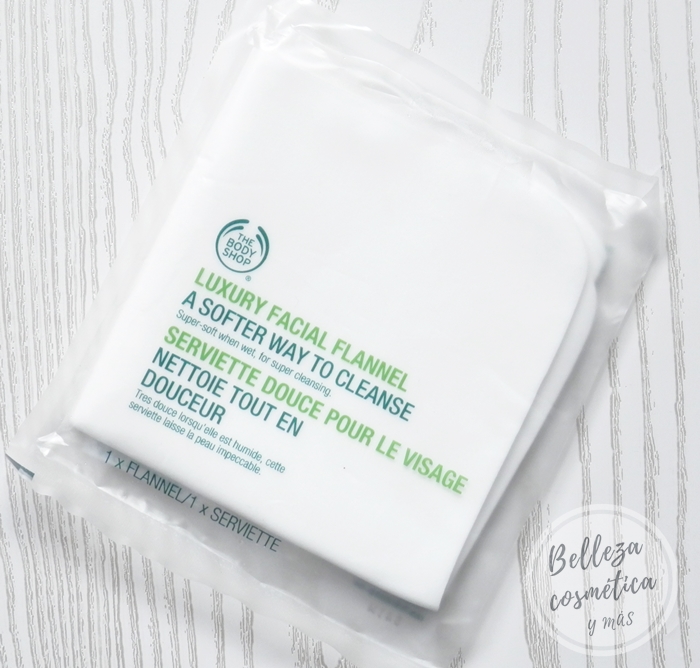 THE
BODY
SHOP
®
LUXURY FACIAL FLANNEL
A SOFTER WAY TO CLEANSE
Super-soft when wet, for super cleansing.
SERVIETTE DOUCE POUR LE VISAGE
NETTOIE TOUT EN
DOUCEUR
Tres douce lorsqu'elle est humide, cette
serviette laisse la peau impeccable.
1 x FLANNEL/1 x SERVIETTE
Belleza
cosmética
y más